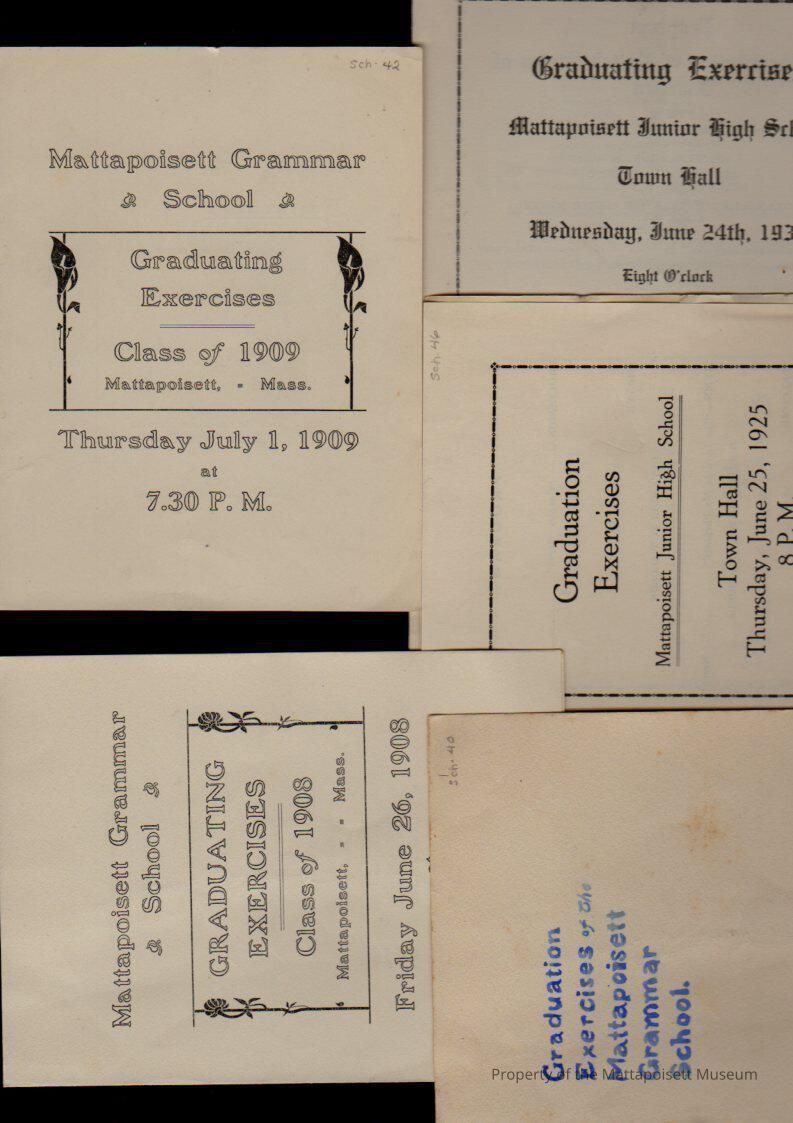 Sch. 42
Mattapoisett Grammar
School
Graduating
Exercises
Class of 1909
Mattapoisett, - Mass.
Thursday July 1, 1909
at
7.30 P. M.
Graduating Exercise
Mattapoisett Junior High Sch
Town Hall
Wednesday, June 24th, 193
Eight O'clock
Sch. 46
Graduation
Exercises
Mattapoisett Junior High School
Town Hall
Thursday, June 25, 1925
8 P. M.
Mattapoisett Grammar
School
GRADUATING
EXERCISES
Class of 1908
Mattapoisett, - - Mass.
Friday June 26, 1908
Sch. 40
Graduation
Exercises of the
Mattapoisett
Grammar
School.
Property of the Mattapoisett Museum